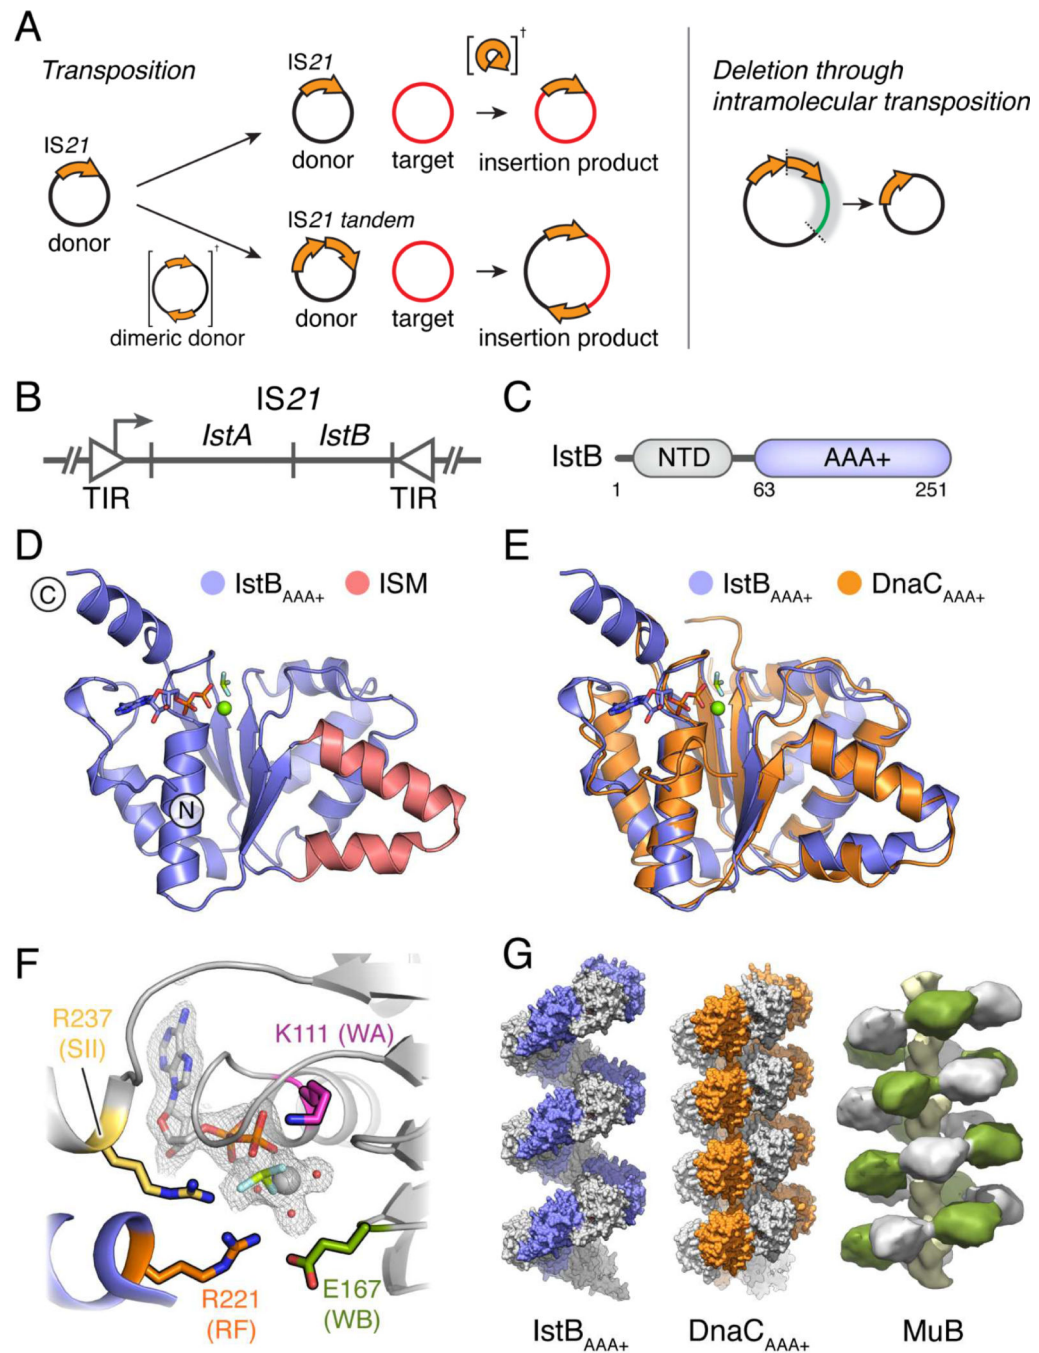 A
Transposition
IS21
donor
IS21
donor
target
[ ]†
insertion product
[ ]†
dimeric donor
IS21 tandem
donor
target
insertion product
Deletion through
intramolecular transposition
B
IS21
IstA
IstB
TIR
TIR
C
IstB
NTD
AAA+
1
63
251
D
C
IstBAAA+
ISM
N
E
IstBAAA+
DnaCAAA+
F
R237
(SII)
K111 (WA)
R221
(RF)
E167
(WB)
G
IstBAAA+
DnaCAAA+
MuB